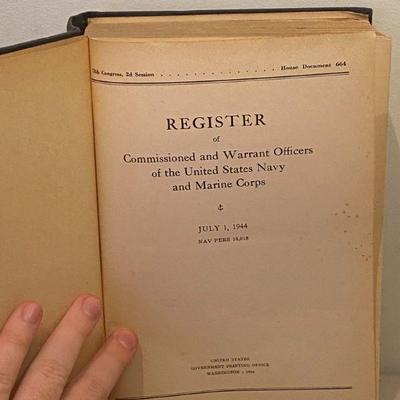 Congress, 2d Session . . . . . . . . . . . . . . House Document 664
REGISTER
of
Commissioned and Warrant Officers
of the United States Navy
and Marine Corps
JULY 1, 1944
NAV PERS 15,018
UNITED STATES
GOVERNMENT PRINTING OFFICE
WASHINGTON : 1944